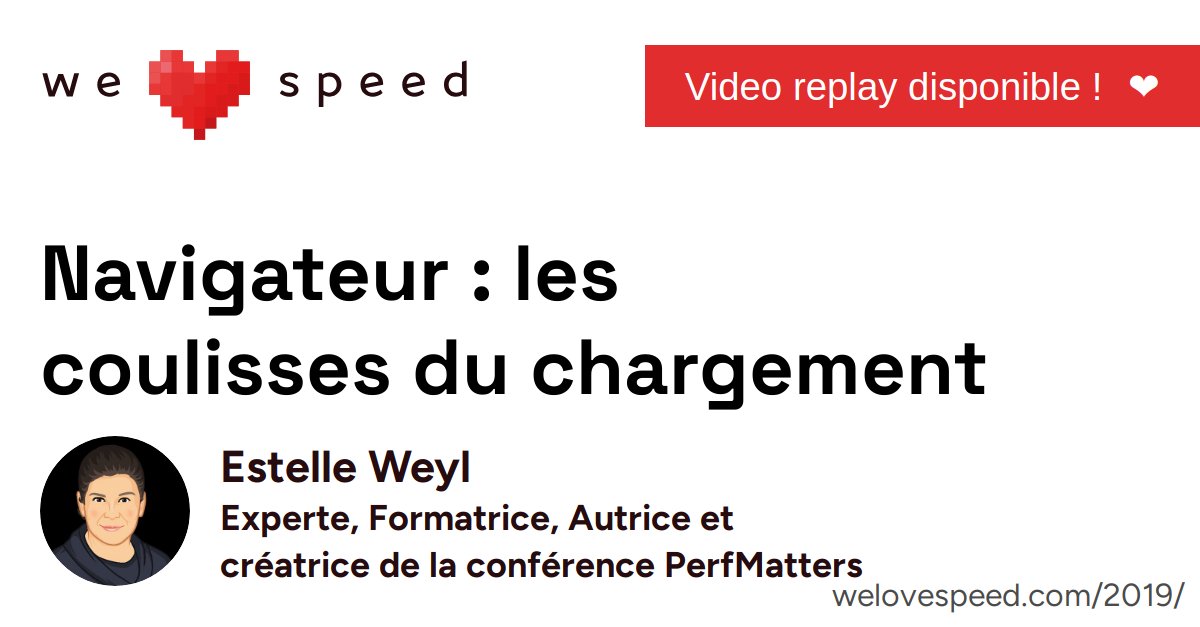 we ❤ speed
Video replay disponible ! ❤
Navigateur : les
coulisses du chargement
Estelle Weyl
Experte, Formatrice, Autrice et
créatrice de la conférence PerfMatters
welovespeed.com/2019/